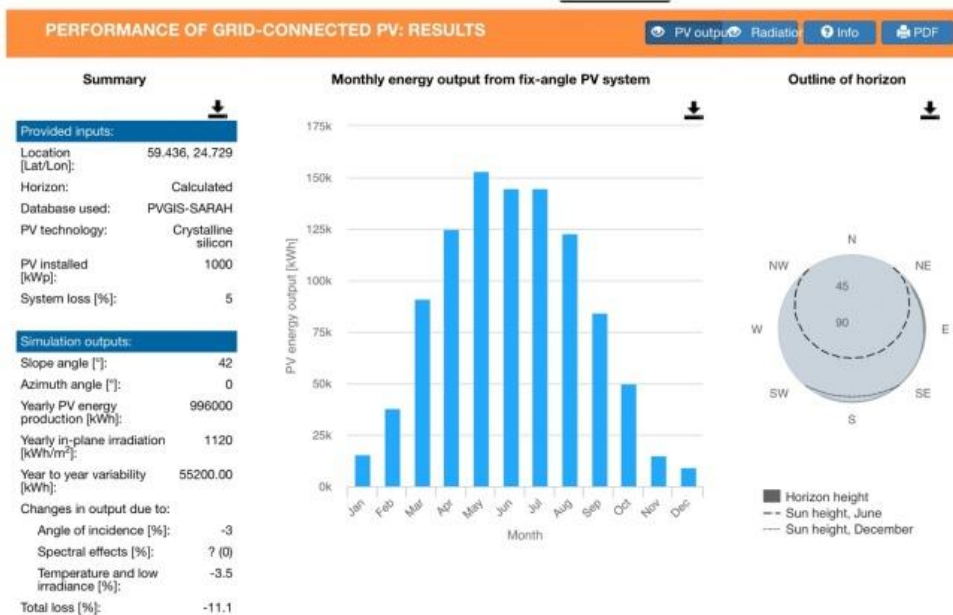 PERFORMANCE OF GRID-CONNECTED PV: RESULTS
PV outpu Radiation Info PDF
Summary
Provided inputs:
Location 59.436, 24.729
[Lat/Lon]:
Horizon: Calculated
Database used: PVGIS-SARAH
PV technology: Crystalline
silicon
PV installed 1000
[kWp]:
System loss [%]: 5
Simulation outputs:
Slope angle [°]: 42
Azimuth angle [°]: 0
Yearly PV energy 996000
production [kWh]:
Yearly in-plane irradiation 1120
[kWh/m²]:
Year to year variability 55200.00
[kWh]:
Changes in output due to:
Angle of incidence [%]: -3
Spectral effects [%]: ? (0)
Temperature and low -3.5
irradiance [%]:
Total loss [%]: -11.1
Monthly energy output from fix-angle PV system
PV energy output [kWh]
175k
150k
125k
100k
75k
50k
25k
0k
Jan Feb Mar Apr May Jun Jul Aug Sep Oct Nov Dec
Month
Outline of horizon
N
NW NE
45
90
W E
SW SE
S
Horizon height
Sun height, June
Sun height, December